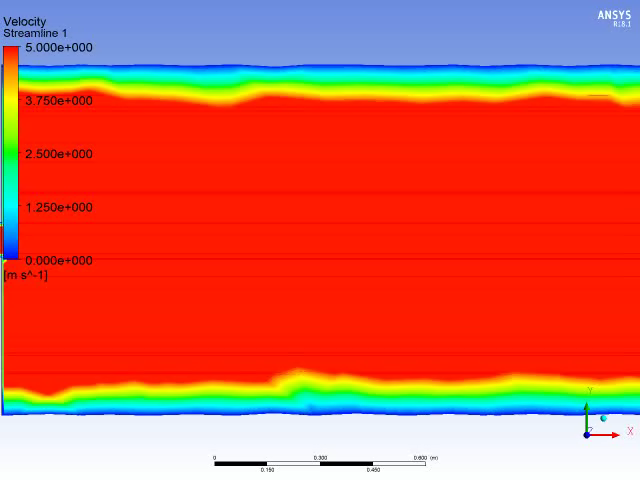 ANSYS
R18.1
Velocity
Streamline 1
5.000e+000
3.750e+000
2.500e+000
1.250e+000
0.000e+000
[m s^-1]
Y
Z
X
0 0.300 0.600 (m)
0.150 0.450